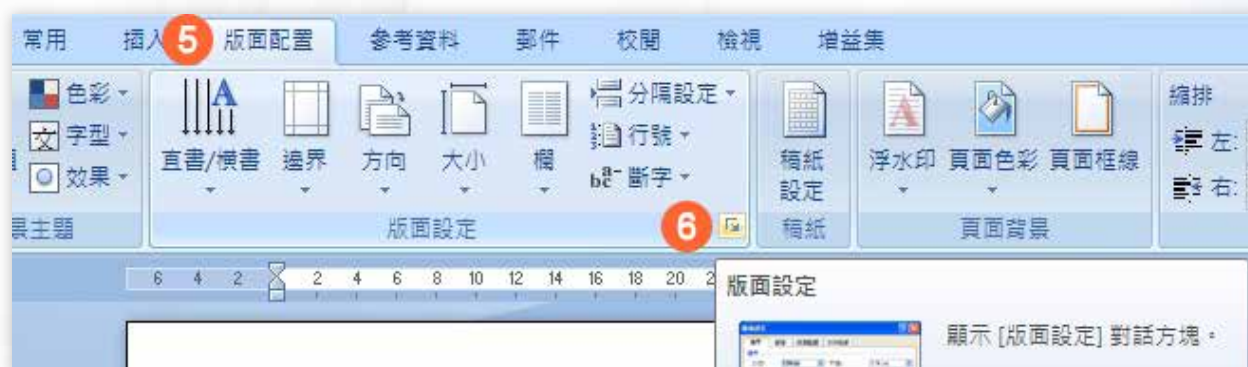 常用 插入 5 版面配置 參考資料 郵件 校閱 檢視 增益集
色彩
字型
效果
直書/橫書 邊界 方向 大小 欄
分隔設定
行號
斷字
稿紙
設定
浮水印 頁面色彩 頁面框線
縮排
左:
右:
景主題 版面設定 6 稿紙 頁面背景
6 4 2 2 4 6 8 10 12 14 16 18 20 2
版面設定
顯示 [版面設定] 對話方塊。